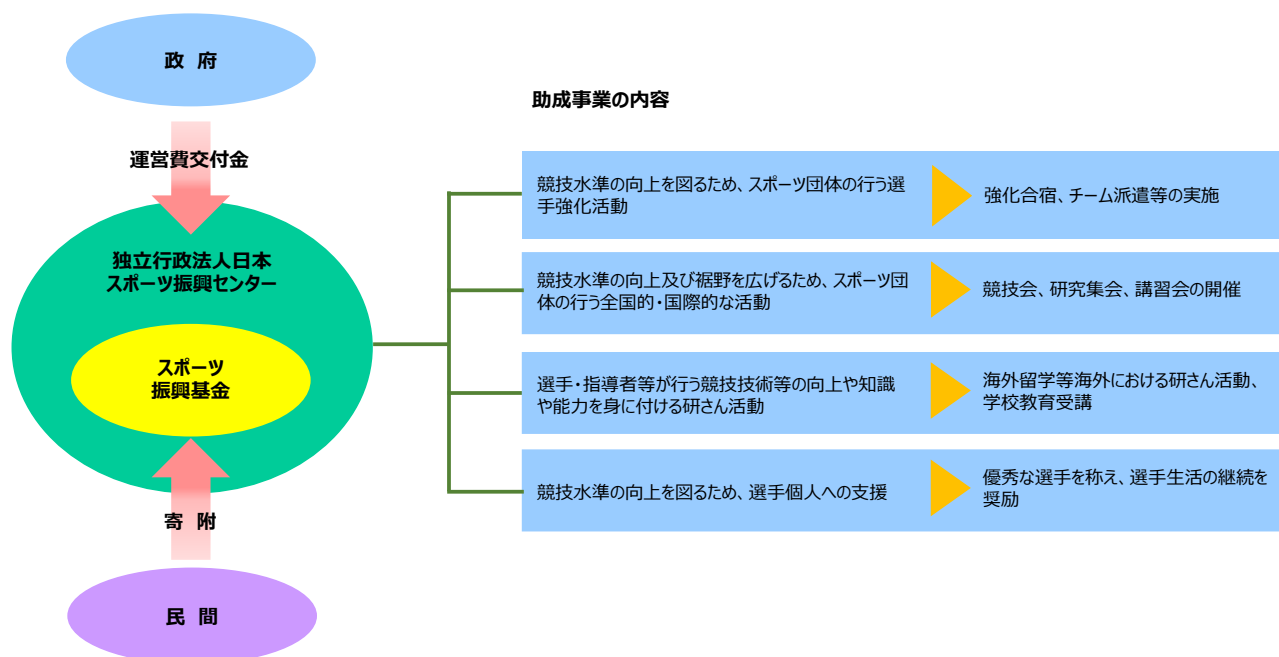 政 府
運営費交付金
独立行政法人日本
スポーツ振興センター
スポーツ
振興基金
寄 附
民 間
助成事業の内容
競技水準の向上を図るため、スポーツ団体の行う選
手強化活動
強化合宿、チーム派遣等の実施
競技水準の向上及び裾野を広げるため、スポーツ団
体の行う全国的・国際的な活動
競技会、研究集会、講習会の開催
選手・指導者等が行う競技技術等の向上や知識
や能力を身に付ける研さん活動
海外留学等海外における研さん活動、
学校教育受講
競技水準の向上を図るため、選手個人への支援
優秀な選手を称え、選手生活の継続を
奨励